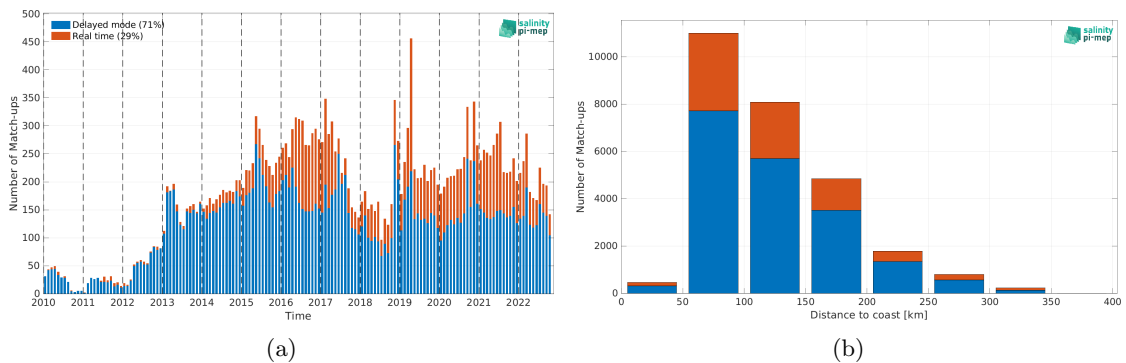 Delayed mode (71%)
Real time (29%)
salinity
pi-mep
Number of Match-ups
500
450
400
350
300
250
200
150
100
50
0
2010 2011 2012 2013 2014 2015 2016 2017 2018 2019 2020 2021 2022
Time
(a)
salinity
pi-mep
Number of Match-ups
10000
8000
6000
4000
2000
0
0 50 100 150 200 250 300 350 400
Distance to coast [km]
(b)